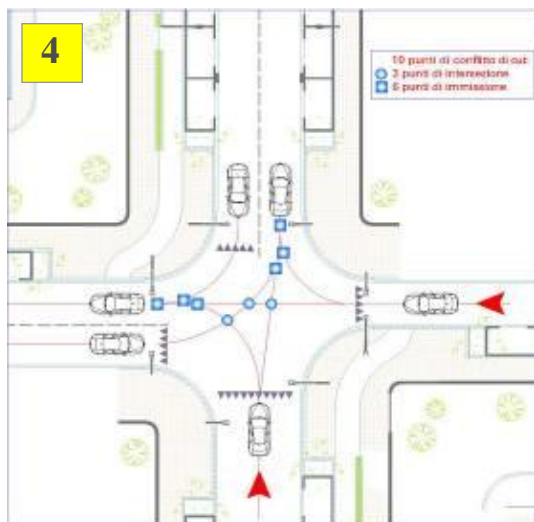 4
10 punti di conflitto di cui:
3 punti di intersezione
6 punti di immissione